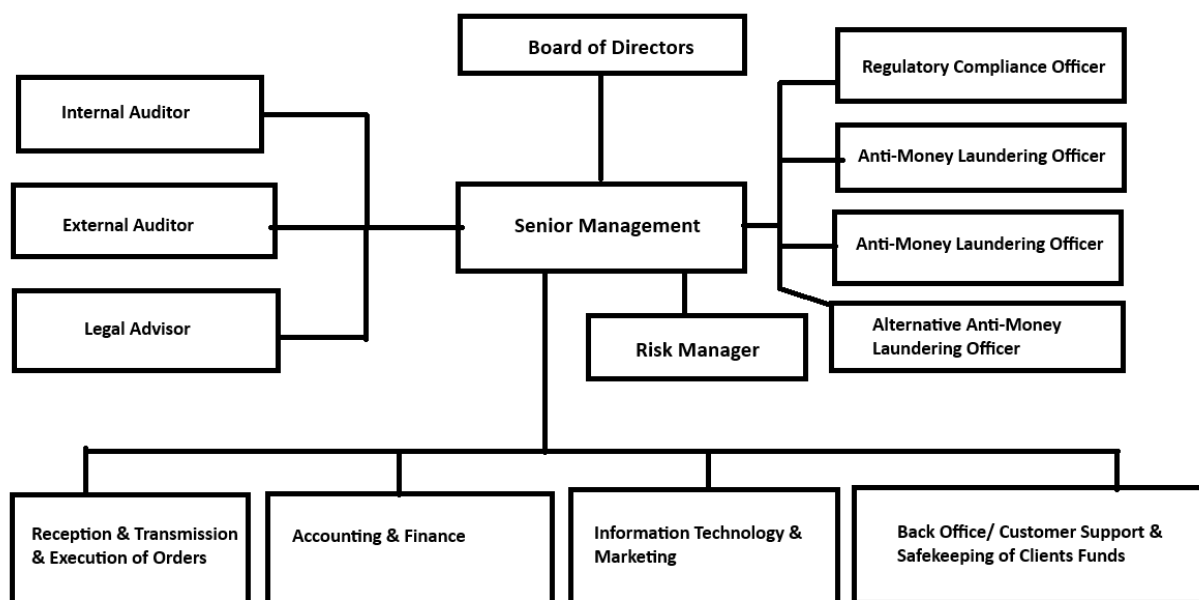 Board of Directors
Regulatory Compliance Officer
Internal Auditor
Anti-Money Laundering Officer
External Auditor
Senior Management
Anti-Money Laundering Officer
Legal Advisor
Risk Manager
Alternative Anti-Money
Laundering Officer
Reception & Transmission
& Execution of Orders
Accounting & Finance
Information Technology &
Marketing
Back Office/ Customer Support &
Safekeeping of Clients Funds